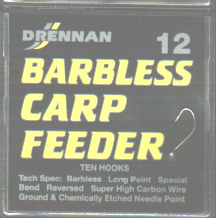 DRENNAN
12
BARBLESS
CARP
FEEDER
TEN HOOKS
Tech Spec: Barbless Long Point Special
Bend Reversed Super High Carbon Wire
Ground & Chemically Etched Needle Point